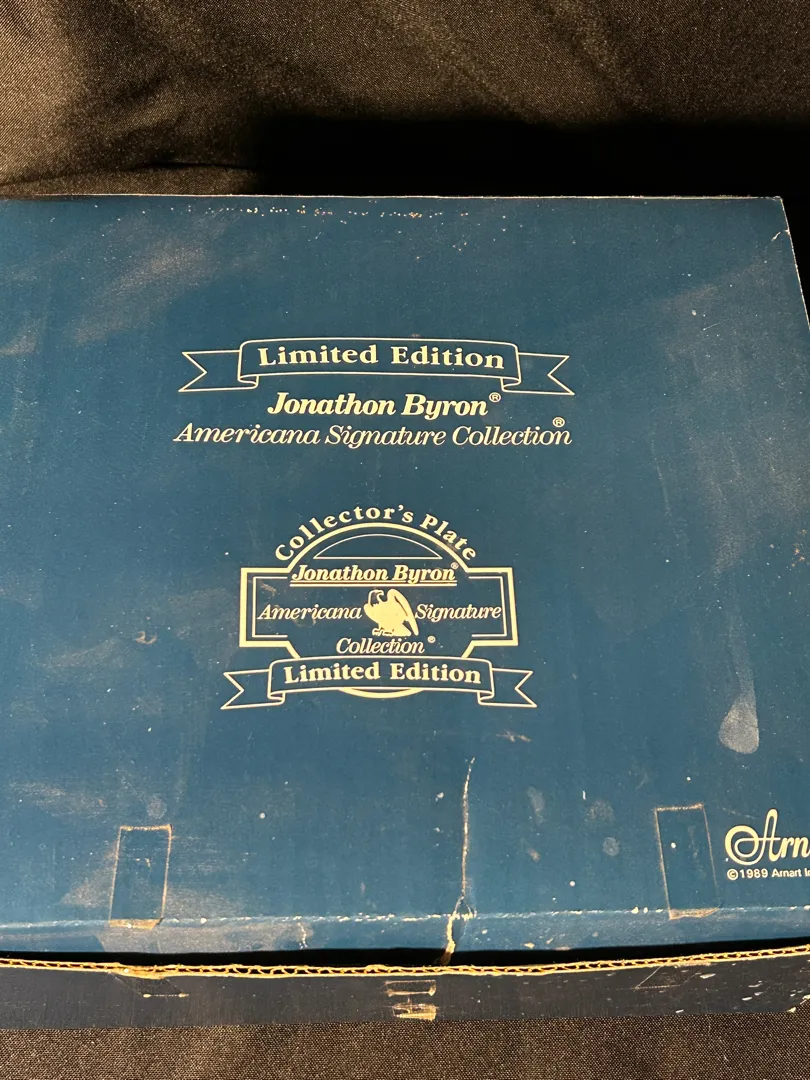 Limited Edition
Jonathon Byron®
Americana Signature Collection®
Collector's Plate
Jonathon Byron®
Americana Signature
Collection®
Limited Edition
©1989 Arnart